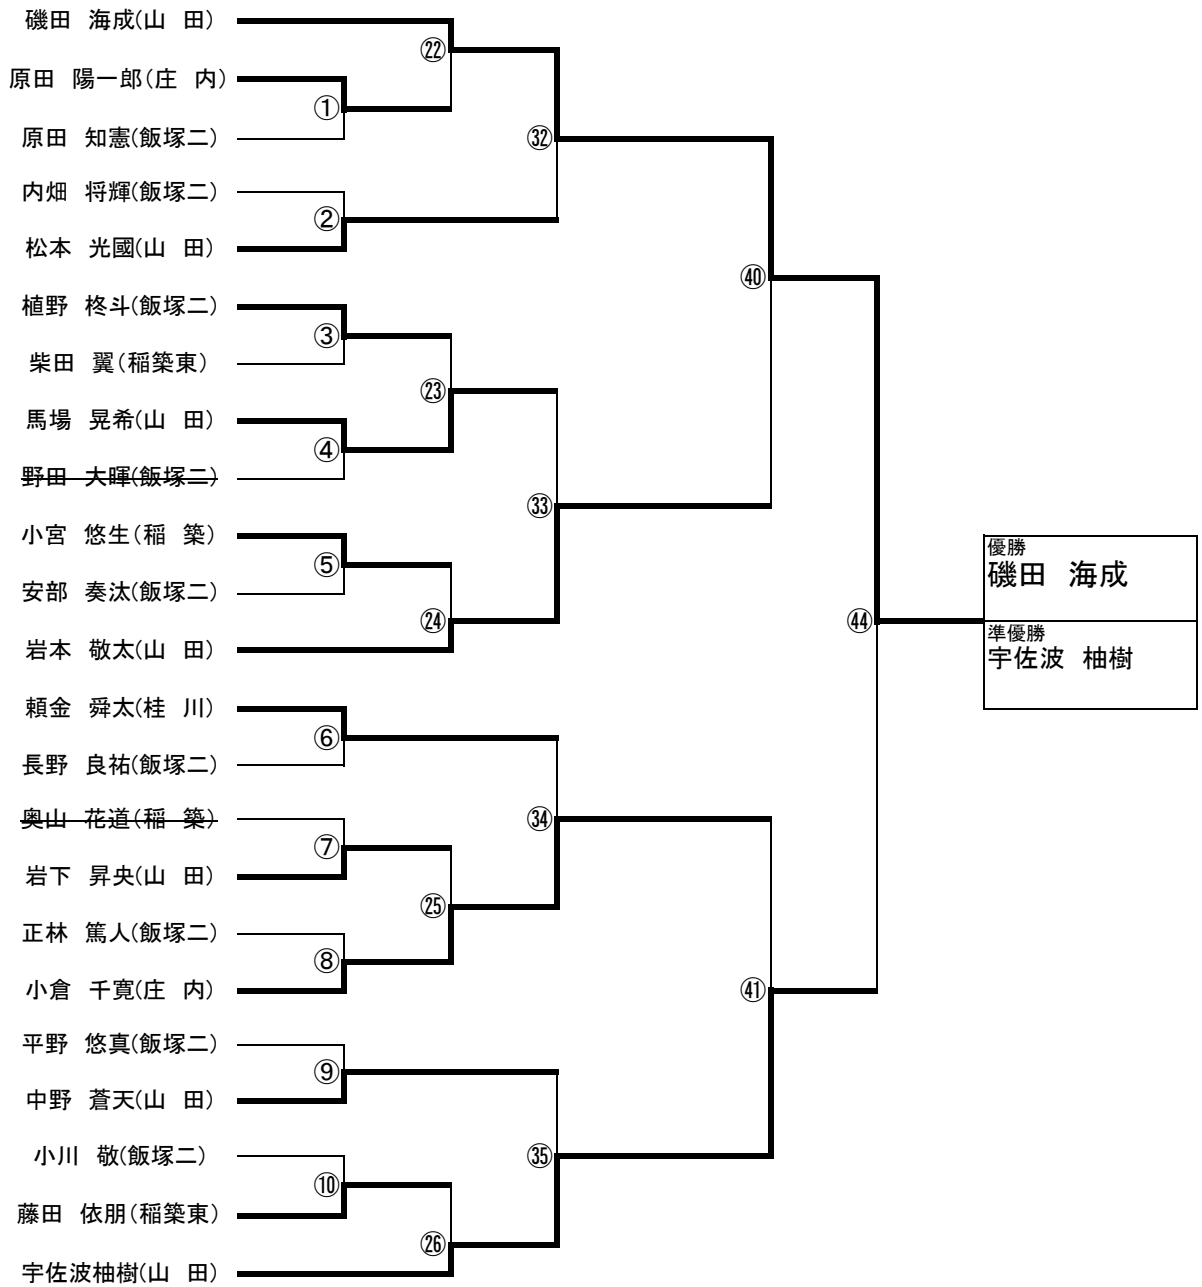 磯田　海成(山　田)
㉒
原田　陽一郎(庄　内)
①
原田　知憲(飯塚二)
㉜
内畑　将輝(飯塚二)
②
松本　光國(山　田)
㊵
植野　柊斗(飯塚二)
③
柴田　翼(稲築東)
㉓
馬場　晃希(山　田)
④
野田　大暉(飯塚二)
㉝
小宮　悠生(稲　築)
優勝
⑤
磯田　海成
安部　奏汰(飯塚二)
㉔
㊹
準優勝
岩本　敬太(山　田)
宇佐波　柚樹
頼金　舜太(桂　川)
⑥
長野　良祐(飯塚二)
奥山　花道(稲　築)
㉞
⑦
岩下　昇央(山　田)
㉕
正林　篤人(飯塚二)
⑧
小倉　千寛(庄　内)
㊶
平野　悠真(飯塚二)
⑨
中野　蒼天(山　田)
小川　敬(飯塚二)
㉟
⑩
藤田　依朋(稲築東)
㉖
宇佐波柚樹(山　田)